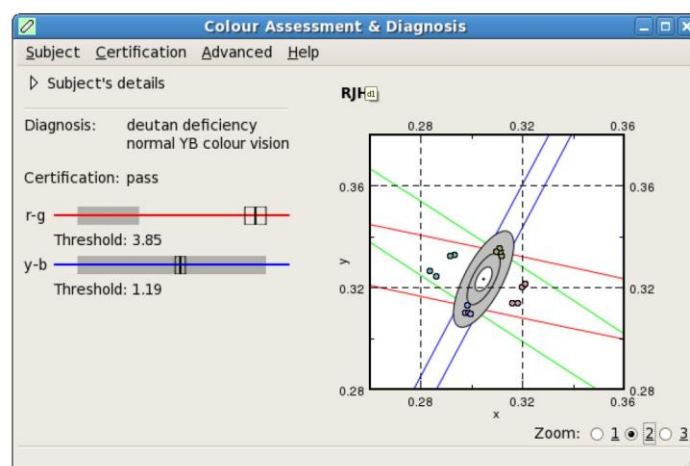 Colour Assessment & Diagnosis
Subject Certification Advanced Help
Subject's details
Diagnosis: deutan deficiency
normal YB colour vision
Certification: pass
r-g
Threshold: 3.85
y-b
Threshold: 1.19
RJH
d1
0.28 0.32 0.36
0.36 0.36
y
0.32 0.32
0.28 0.28
0.28 0.32 0.36
x
Zoom: 1 2 3